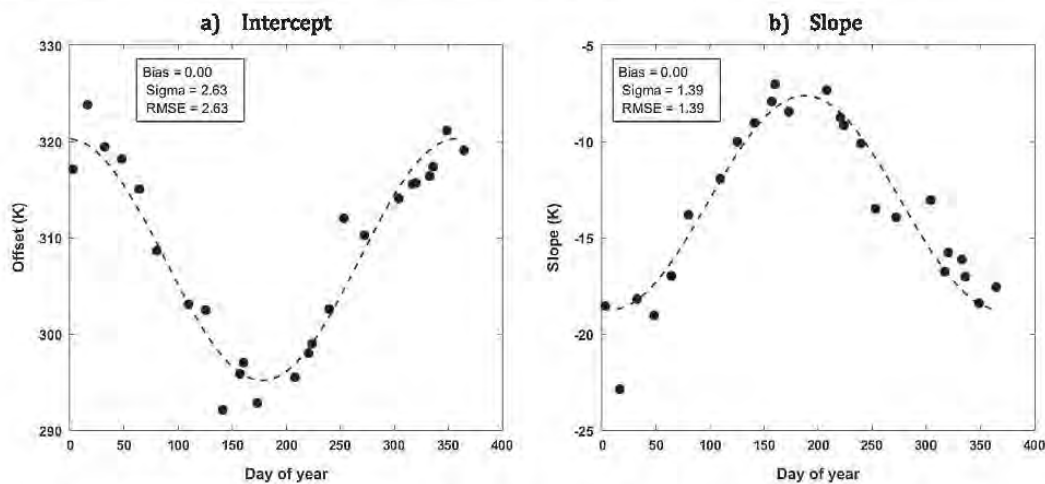 a) Intercept
330
320
310
300
290
Offset (K)
Bias = 0.00
Sigma = 2.63
RMSE = 2.63
0 50 100 150 200 250 300 350 400
Day of year
b) Slope
-5
-10
-15
-20
-25
Slope (K)
Bias = 0.00
Sigma = 1.39
RMSE = 1.39
0 50 100 150 200 250 300 350 400
Day of year